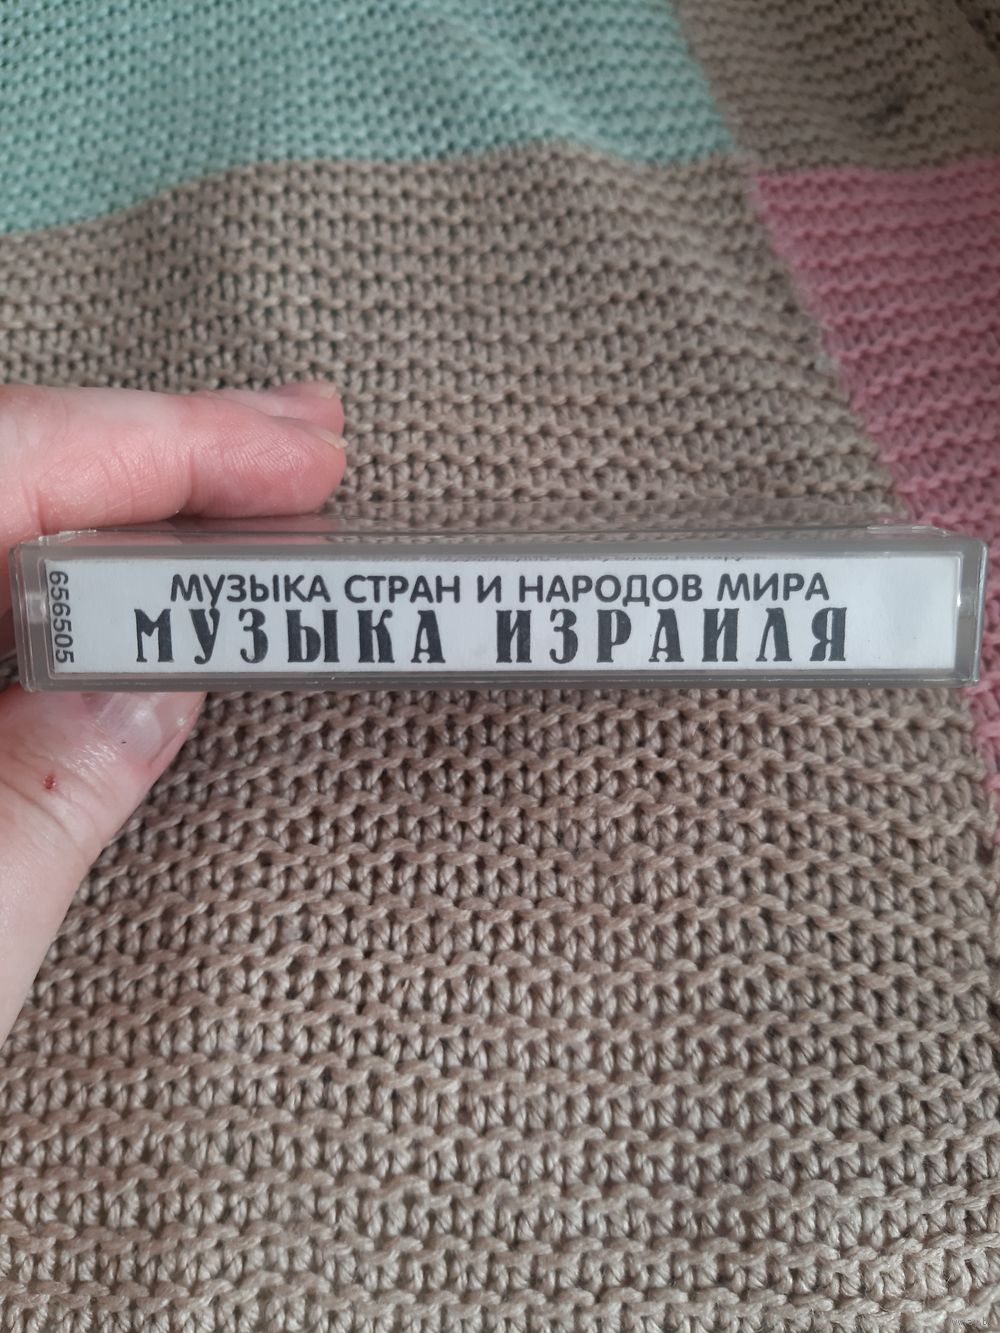 656505
МУЗЫКА СТРАН И НАРОДОВ МИРА
МУЗЫКА ИЗРАИЛЯ